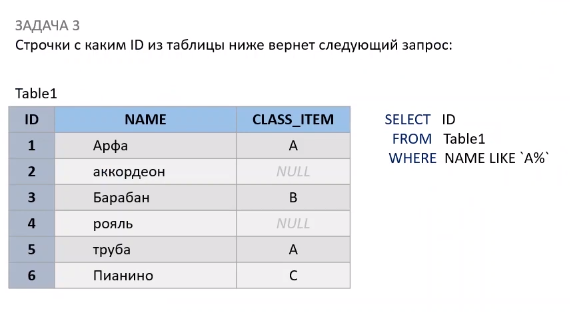 ЗАДАЧА 3
Строчки с каким ID из таблицы ниже вернет следующий запрос:
Table1
ID NAME CLASS_ITEM
1 Арфа A
2 аккордеон NULL
3 Барабан B
4 рояль NULL
5 труба A
6 Пианино C
SELECT ID
FROM Table1
WHERE NAME LIKE `A%`